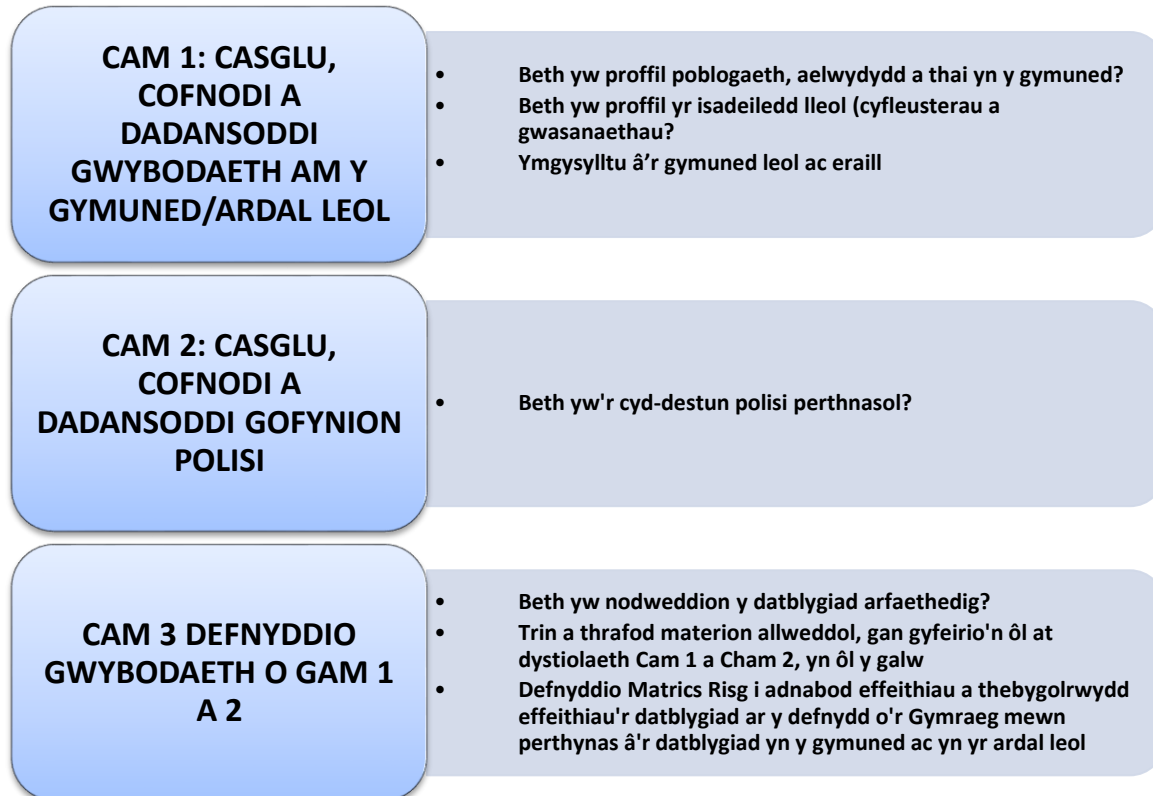 CAM 1: CASGLU,
COFNODI A
DADANSODDI
GWYBODAETH AM Y
GYMUNED/ARDAL LEOL
• Beth yw proffil poblogaeth, aelwydydd a thai yn y gymuned?
• Beth yw proffil yr isadeiledd lleol (cyfleusterau a
gwasanaethau?
• Ymgysylltu â’r gymuned leol ac eraill
CAM 2: CASGLU,
COFNODI A
DADANSODDI GOFYNION
POLISI
• Beth yw'r cyd-destun polisi perthnasol?
CAM 3 DEFNYDDIO
GWYBODAETH O GAM 1
A 2
• Beth yw nodweddion y datblygiad arfaethedig?
• Trin a thrafod materion allweddol, gan gyfeirio'n ôl at
dystiolaeth Cam 1 a Cham 2, yn ôl y galw
• Defnyddio Matrics Risg i adnabod effeithiau a thebygolrwydd
effeithiau'r datblygiad ar y defnydd o'r Gymraeg mewn
perthynas â'r datblygiad yn y gymuned ac yn yr ardal leol